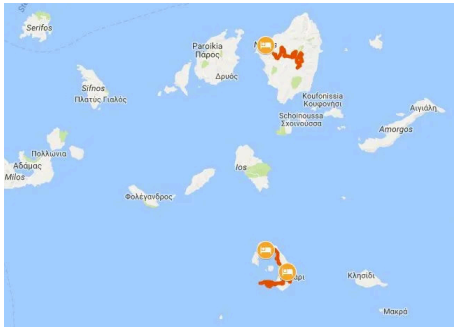 Serifos
Paroikia
Πάρος
Δρυός
Sifnos
Πλατύς Γιαλός
Koufonissia
Κουφονήσι
Schoinoussa
Σχοινούσσα
Αιγιάλη
Amorgos
Πολλώνια
Αδάμας
Milos
Ios
Φολέγανδρος
Κλησίδι
Μακρά